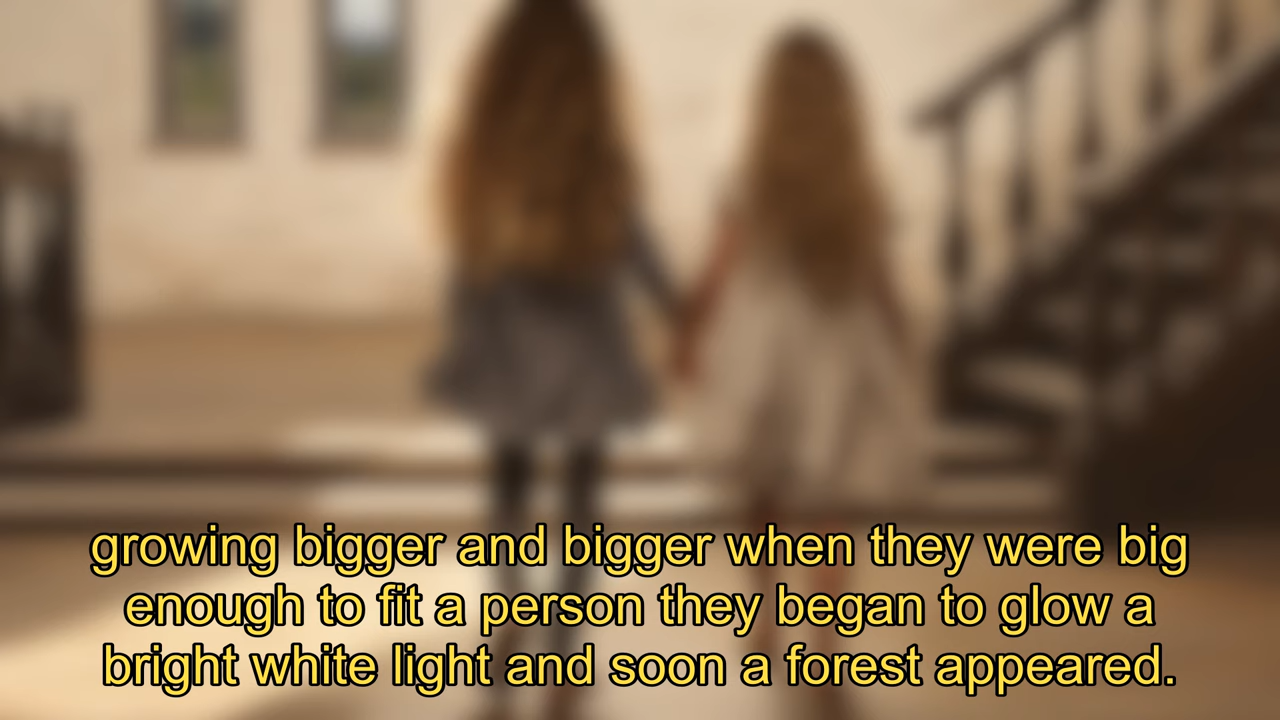 growing bigger and bigger when they were big
enough to fit a person they began to glow a
bright white light and soon a forest appeared.